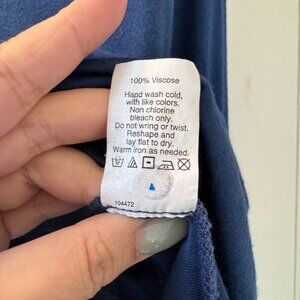 100% Viscose
Hand wash cold,
with like colors.
Non chlorine
bleach only.
Do not wring or twist.
Reshape and
lay flat to dry.
Warm iron as needed.
104472